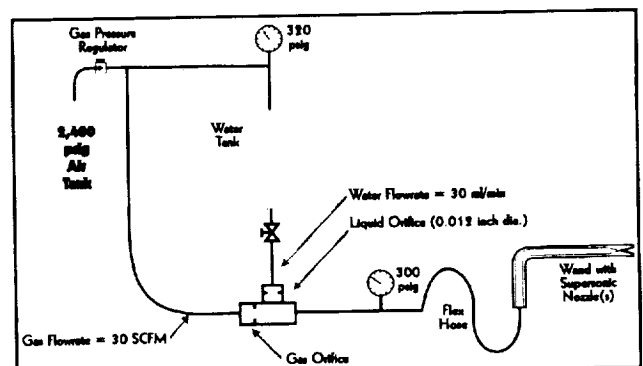 Gas Pressure
Regulator
320
psig
2,400
psig
Air
Tank
Water
Tank
Water Flowrate = 30 ml/min
Liquid Orifice (0.012 inch dia.)
300
psig
Wand with
Supersonic
Nozzle(s)
Flex
Hose
Gas Flowrate = 30 SCFM
Gas Orifice